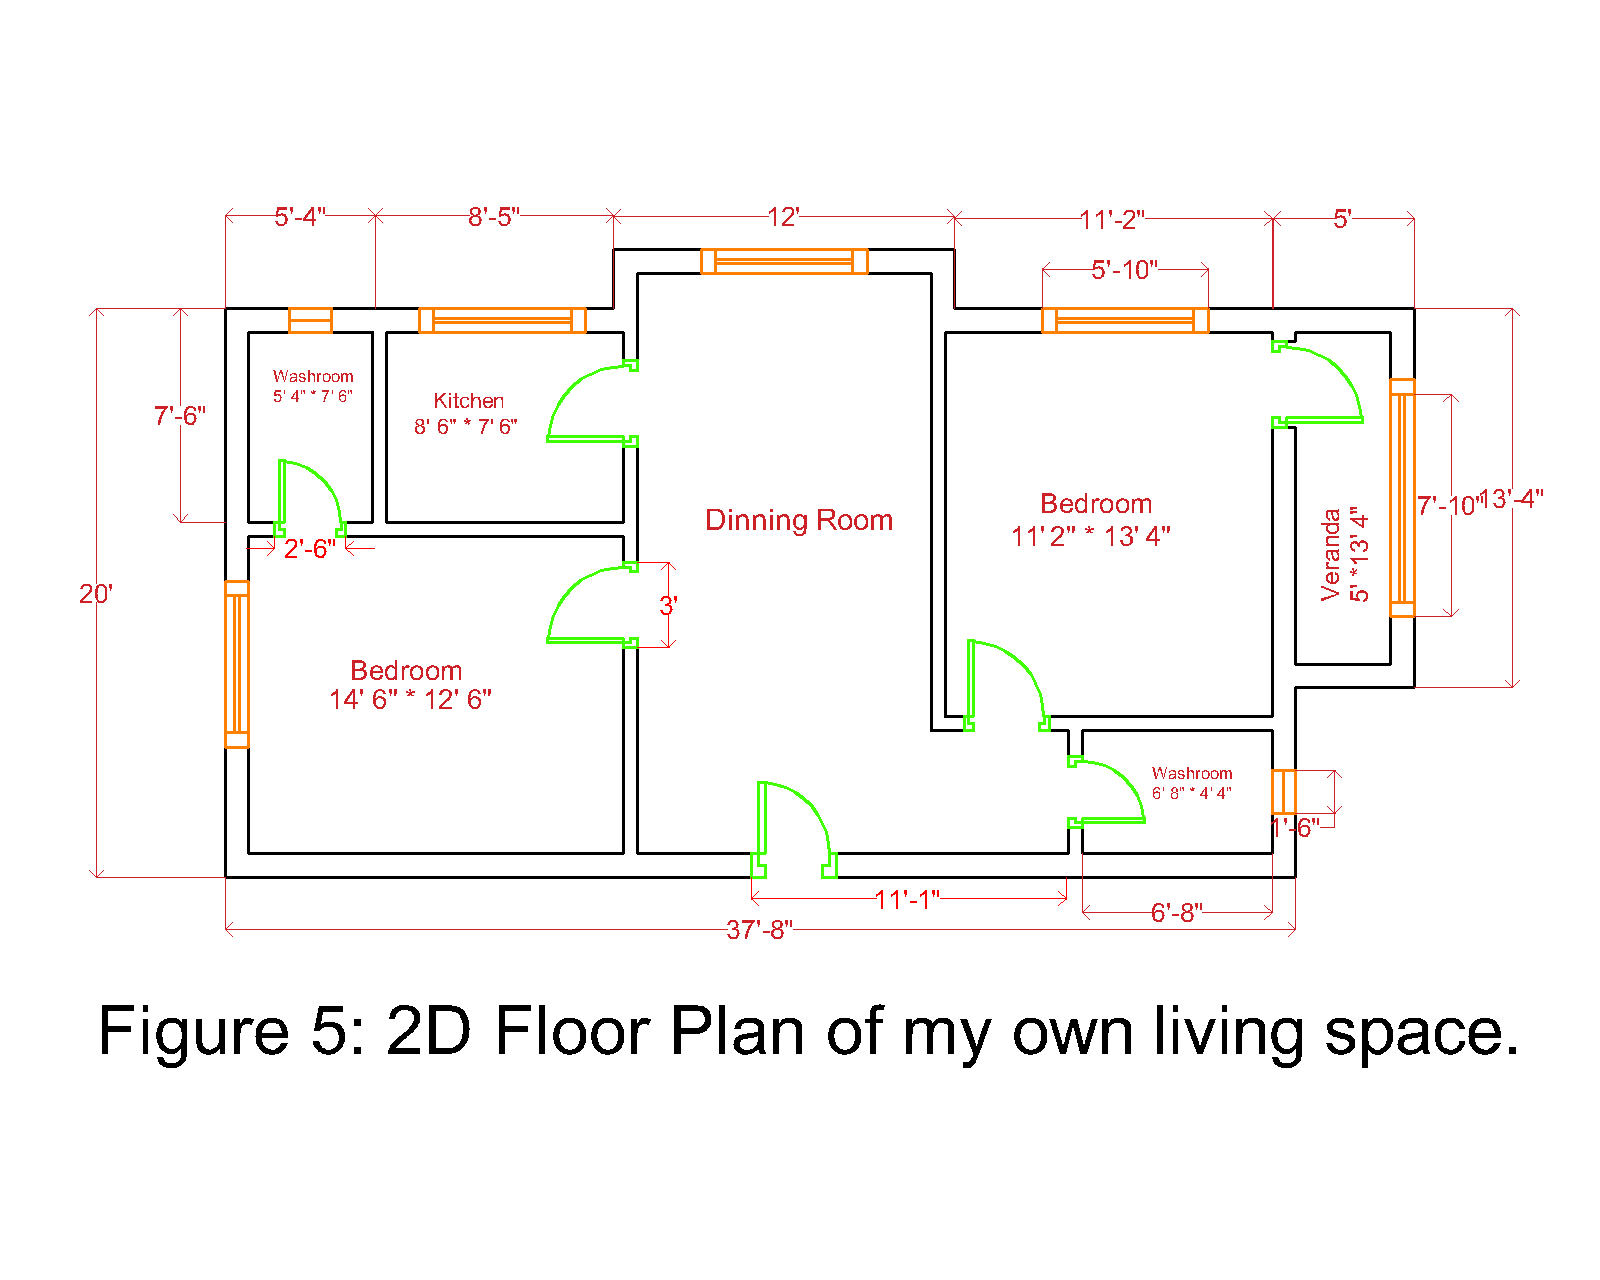 5'-4"
8'-5"
12'
11'-2"
5'
5'-10"
Washroom
5' 4" * 7' 6"
Kitchen
8' 6" * 7' 6"
7'-6"
Dinning Room
Bedroom
11' 2" * 13' 4"
Veranda
5' *13' 4"
7'-10"
13'-4"
2'-6"
20'
3'
Bedroom
14' 6" * 12' 6"
Washroom
6' 8" * 4' 4"
1'-6"
11'-1"
6'-8"
37'-8"
Figure 5: 2D Floor Plan of my own living space.